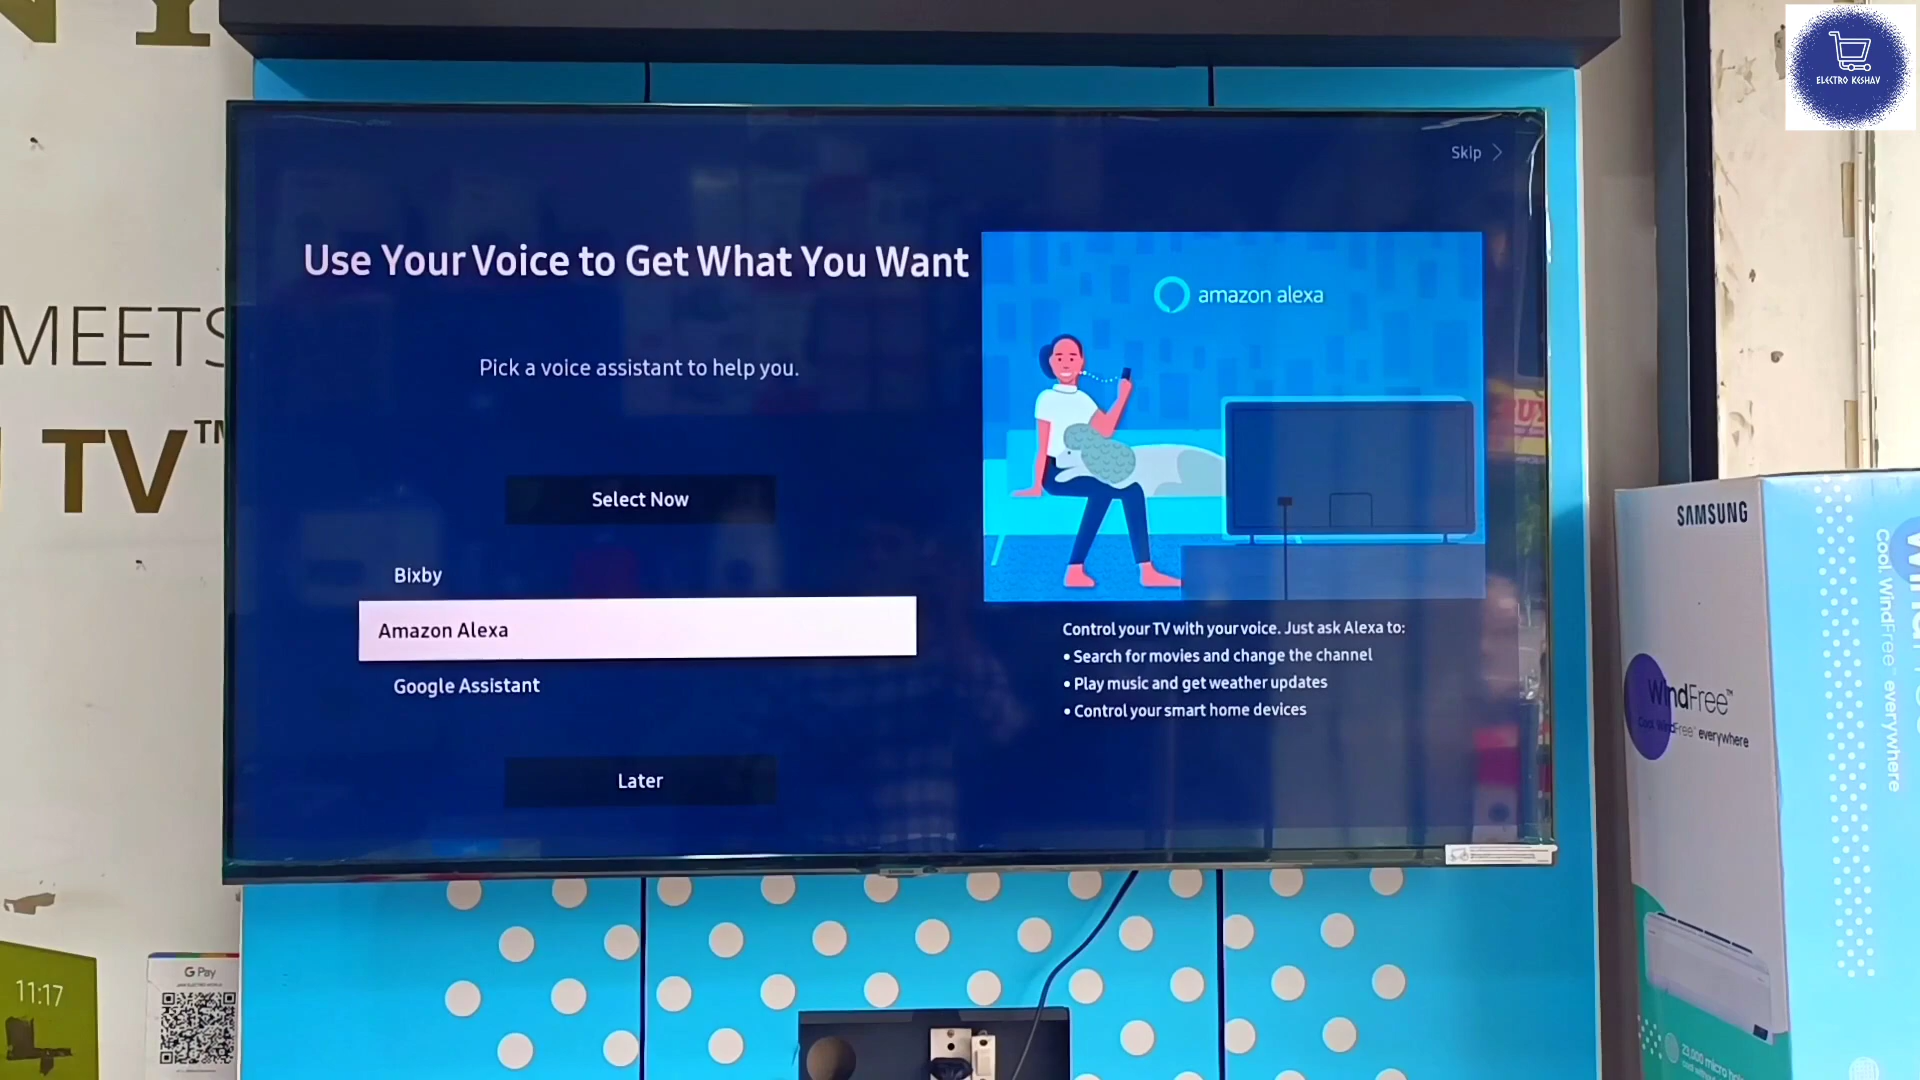 ELECTRO KESHAV
Skip
Use Your Voice to Get What You Want
Pick a voice assistant to help you.
Select Now
Bixby
Amazon Alexa
Google Assistant
Later
amazon alexa
Control your TV with your voice. Just ask Alexa to:
• Search for movies and change the channel
• Play music and get weather updates
• Control your smart home devices
MEETS
TV™
11:17
G Pay
SAMSUNG
WindFree™
Cool. WindFree™ everywhere
Cool. WindFree™ everywhere